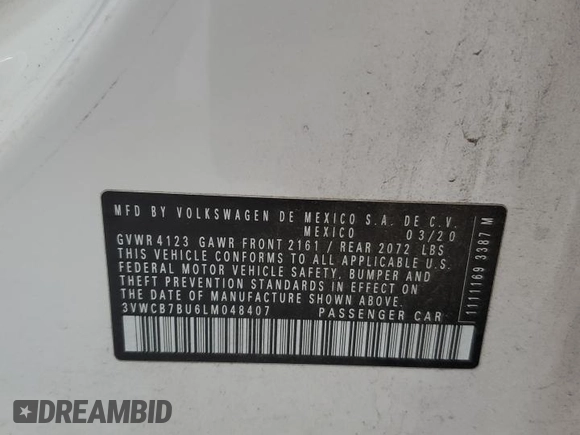 MFD BY VOLKSWAGEN DE MEXICO S.A. DE C.V.
MEXICO 03/20
GVWR 4123 GAWR FRONT 2161 / REAR 2072 LBS
THIS VEHICLE CONFORMS TO ALL APPLICABLE U.S.
FEDERAL MOTOR VEHICLE SAFETY, BUMPER AND
THEFT PREVENTION STANDARDS IN EFFECT ON
THE DATE OF MANUFACTURE SHOWN ABOVE.
3VWCB7BU6LM048407 PASSENGER CAR
1111169 3387 M
DREAMBID